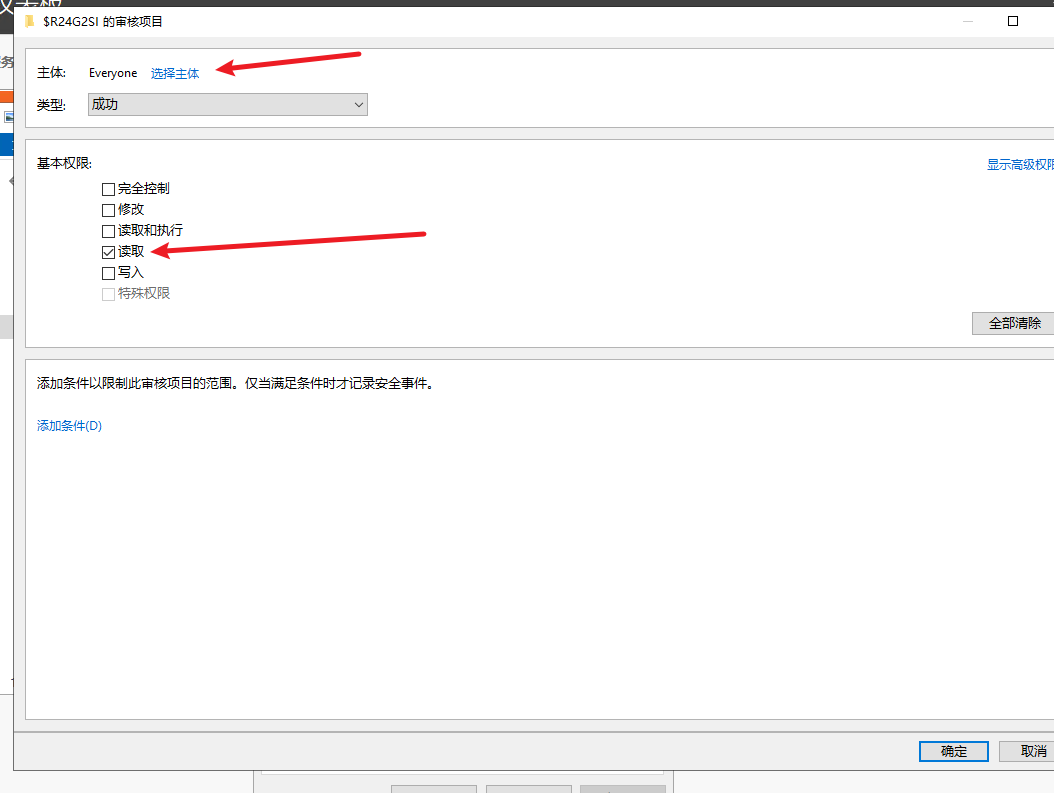 $R24G2SI 的审核项目
主体: Everyone 选择主体
类型: 成功
基本权限:
显示高级权限
完全控制
修改
读取和执行
读取
写入
特殊权限
全部清除
添加条件以限制此审核项目的范围。仅当满足条件时才记录安全事件。
添加条件(D)
确定
取消